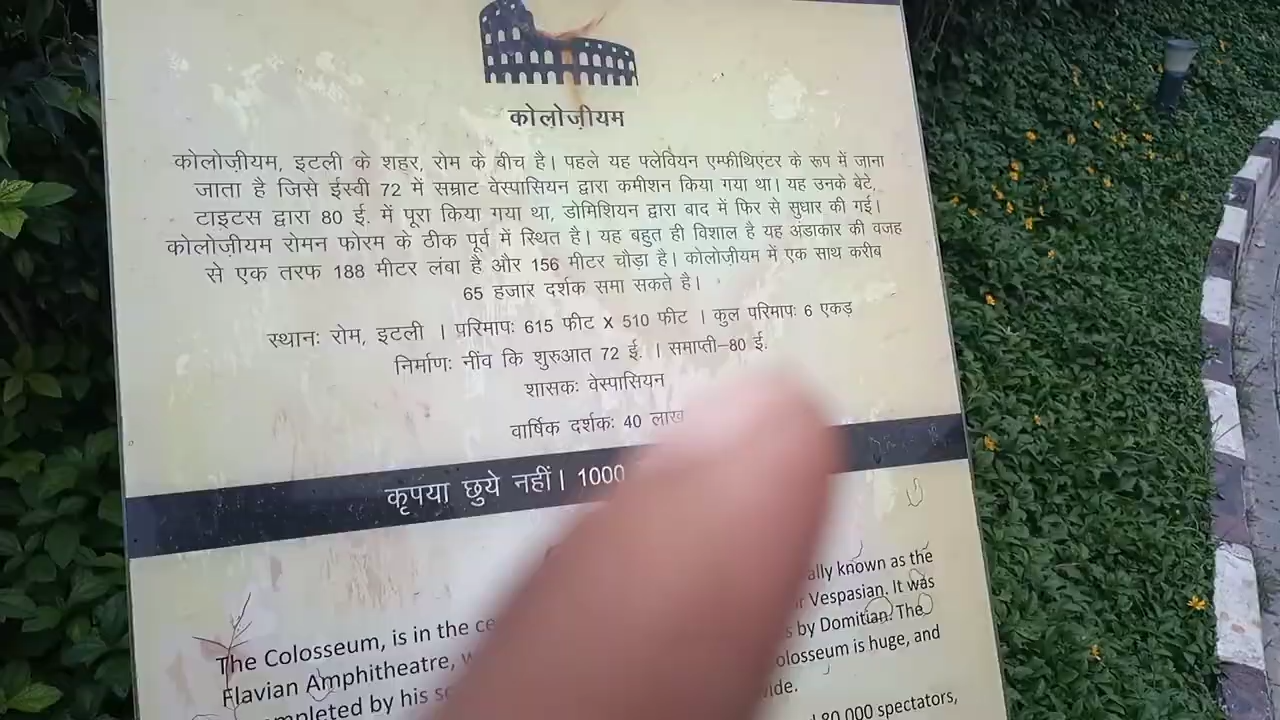 कोलोज़ीयम
कोलोज़ीयम, इटली के शहर, रोम के बीच है। पहले यह फ्लेवियन एम्फीथिएटर के रूप में जाना
जाता है जिसे ईस्वी 72 में सम्राट वेस्पासियन द्वारा कमीशन किया गया था। यह उनके बेटे,
टाइटस द्वारा 80 ई. में पूरा किया गया था, डोमिशियन द्वारा बाद में फिर से सुधार की गई।
कोलोज़ीयम रोमन फोरम के ठीक पूर्व में स्थित है। यह बहुत ही विशाल है यह अंडाकार की वजह
से एक तरफ 188 मीटर लंबा है और 156 मीटर चौड़ा है। कोलोज़ीयम में एक साथ करीब
65 हजार दर्शक समा सकते है।
स्थानः रोम, इटली । परिमापः 615 फीट X 510 फीट । कुल परिमापः 6 एकड़
निर्माणः नींव कि शुरुआत 72 ई. । समाप्ती–80 ई.
शासकः वेस्पासियन
वार्षिक दर्शकः 40 लाख
कृपया छुये नहीं। 1000
The Colosseum, is in the ally known as the
Flavian Amphitheatre, Vespasian. It was
completed by his by Domitian. The
olosseum is huge, and
ide.
80,000 spectators,